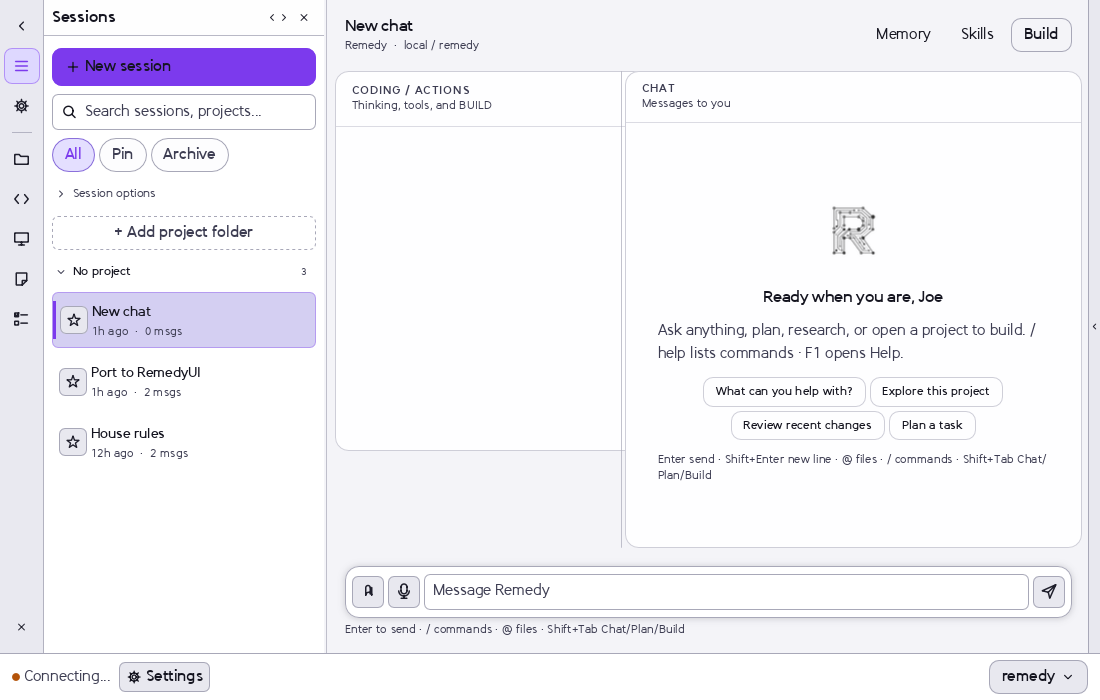 Sessions
+ New session
Search sessions, projects...
All
Pin
Archive
Session options
+ Add project folder
No project
3
New chat
1h ago · 0 msgs
Port to RemedyUI
1h ago · 2 msgs
House rules
12h ago · 2 msgs
New chat
Remedy · local / remedy
Memory
Skills
Build
CODING / ACTIONS
Thinking, tools, and BUILD
CHAT
Messages to you
R
Ready when you are, Joe
Ask anything, plan, research, or open a project to build. /
help lists commands · F1 opens Help.
What can you help with?
Explore this project
Review recent changes
Plan a task
Enter send · Shift+Enter new line · @ files · / commands · Shift+Tab Chat/
Plan/Build
Message Remedy
Enter to send · / commands · @ files · Shift+Tab Chat/Plan/Build
Connecting...
Settings
remedy